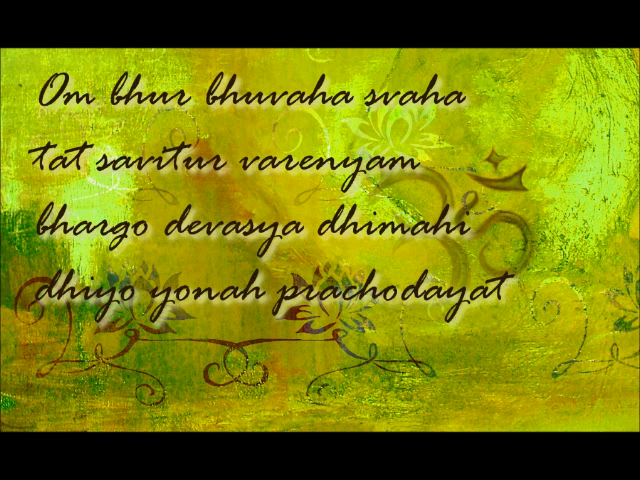 Om bhur bhuvaha svaha
tat savitur varenyam
bhargo devasya dhimahi
dhiyo yonah prachodayat
ॐ